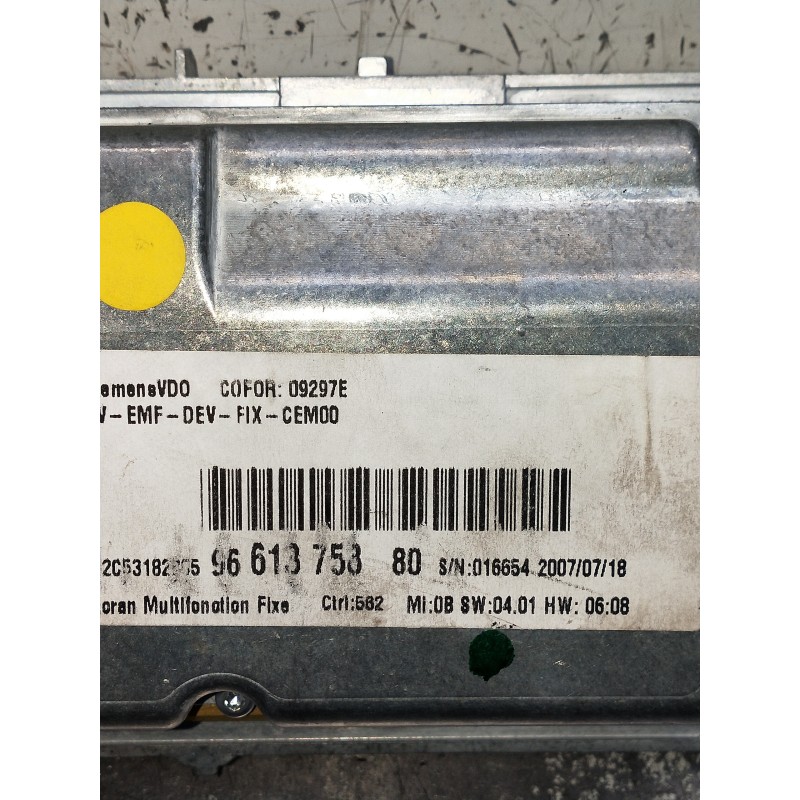 emensVDO COFOR: 09297E
V-EMF-DEV-FIX-CEM00
96 613 753 80 S/N:016654 2007/07/18
oran Multifonction Fixe Ctrl:562 MI:0B SW:04.01 HW: 06:08